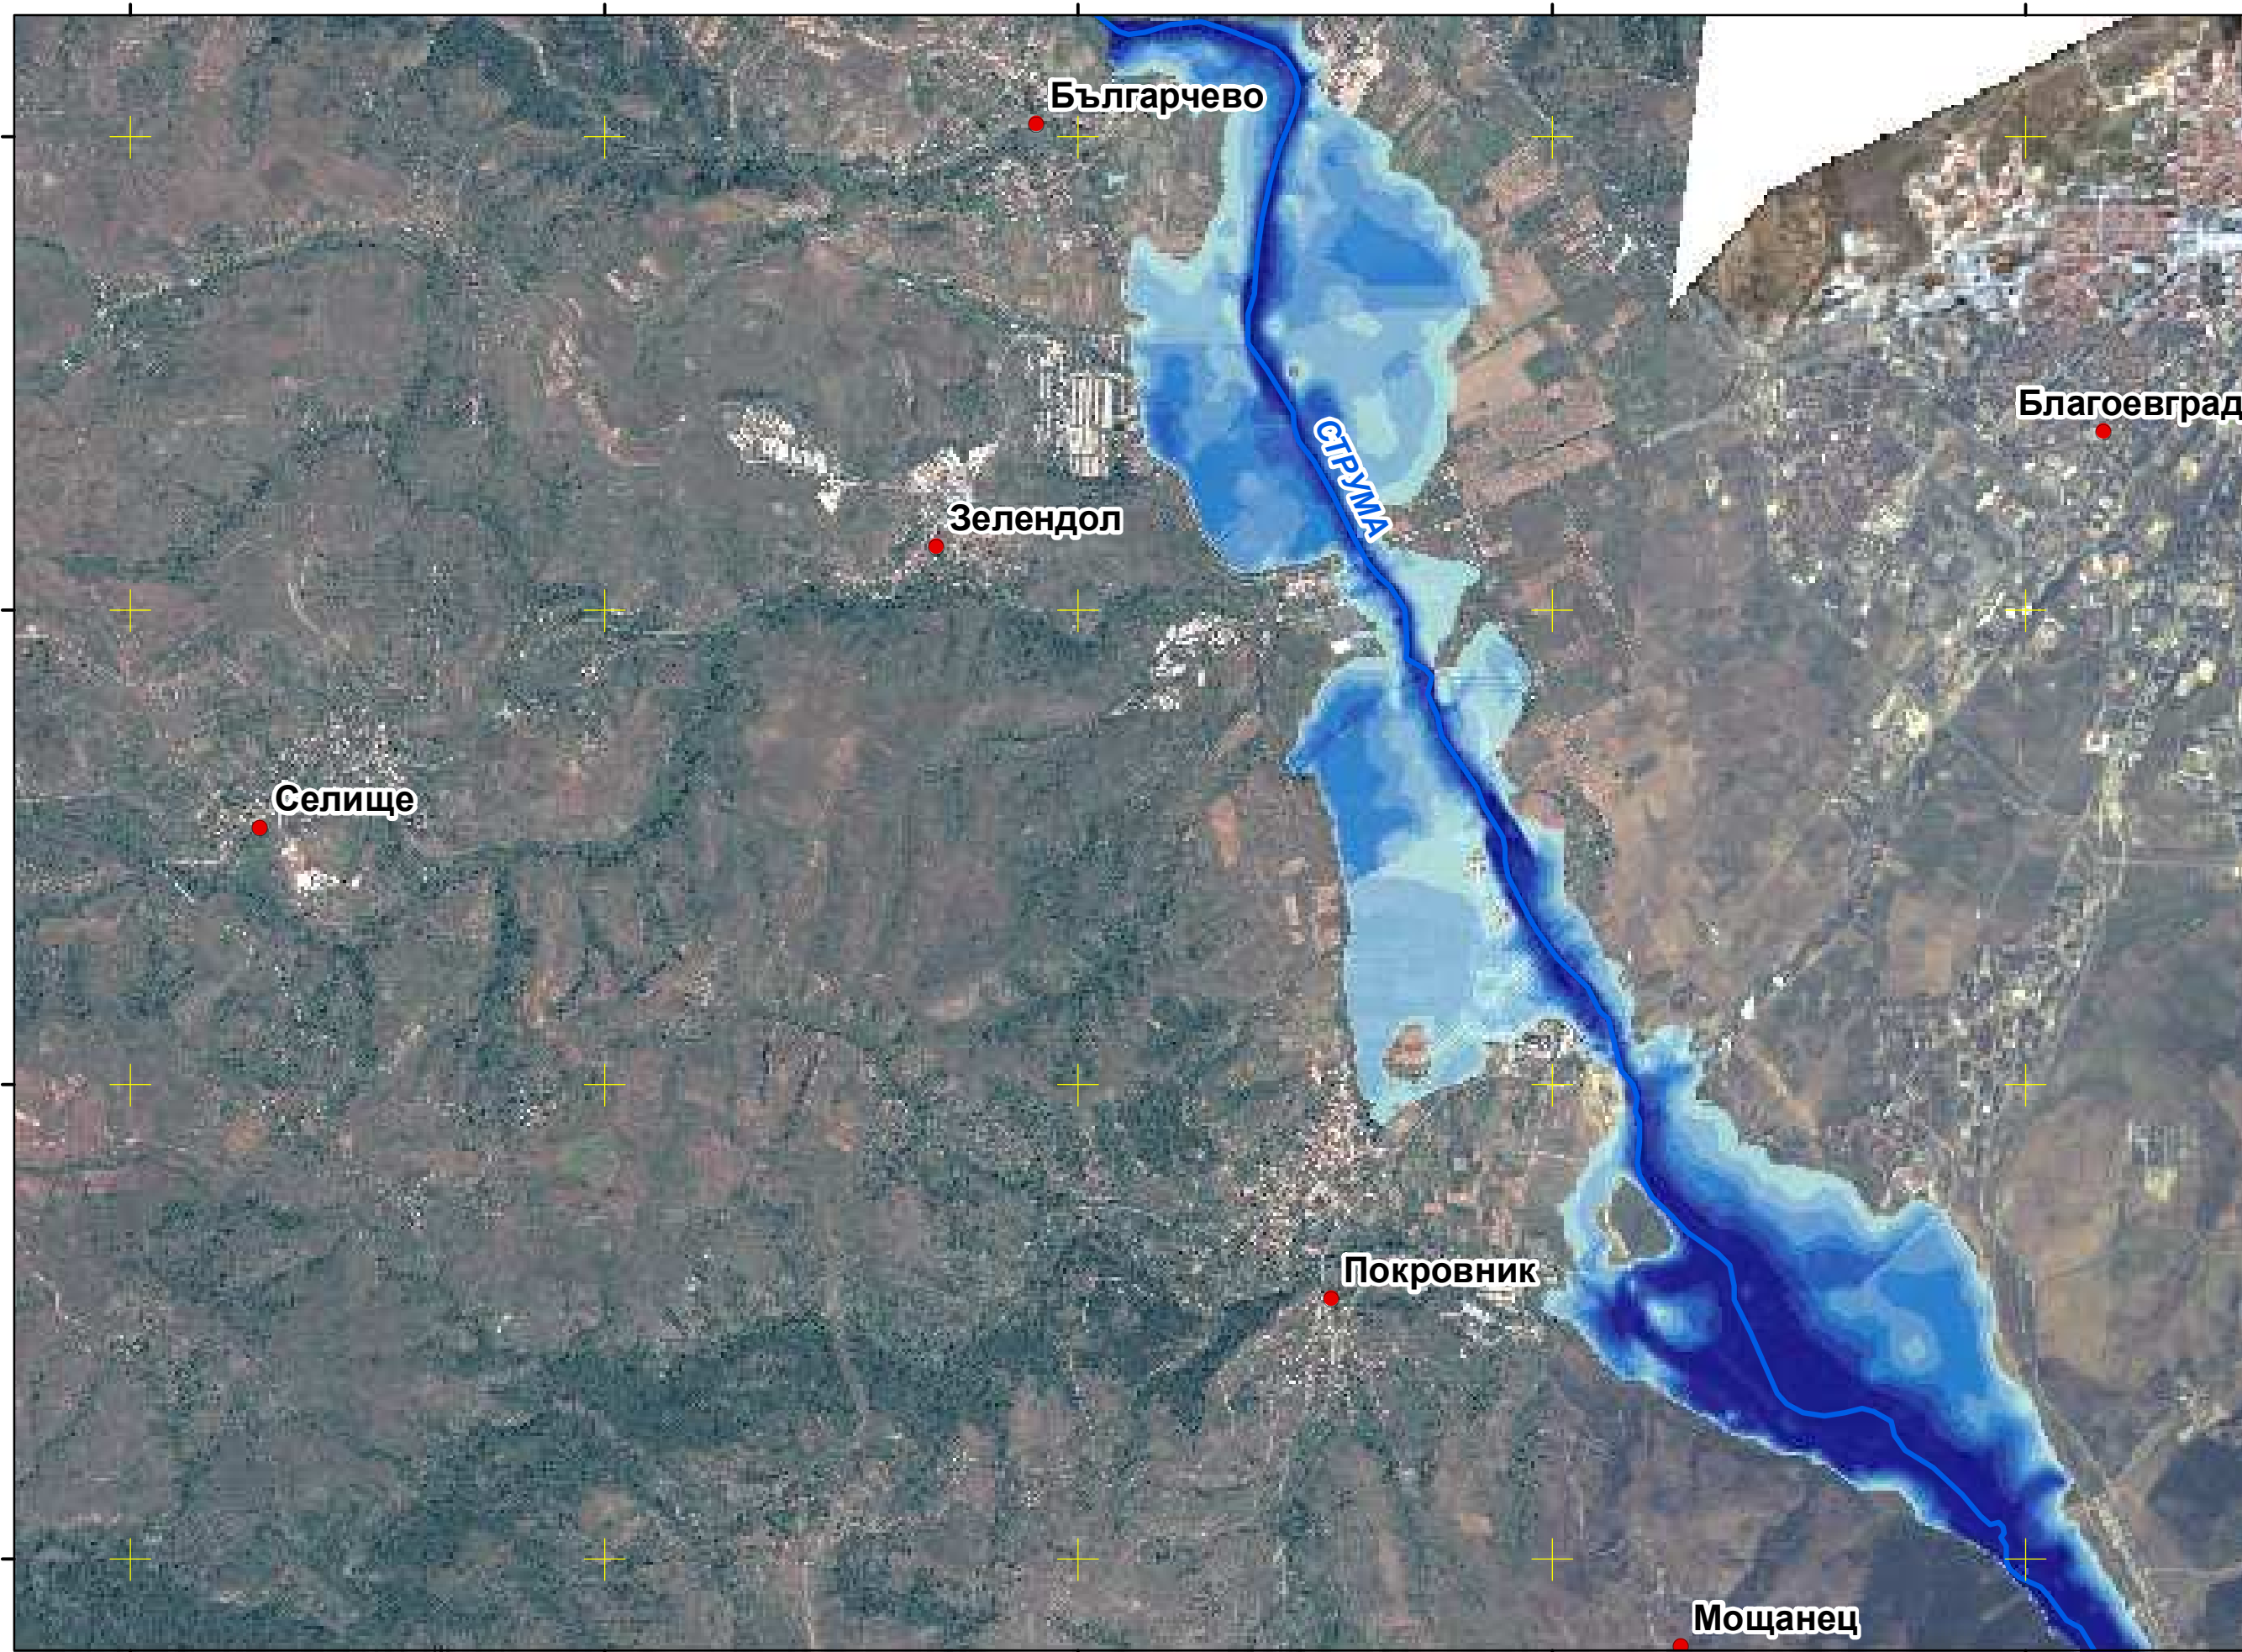 Българчево
Благоевград
СТРУМА
Зелендол
Селище
Покровник
Мощанец